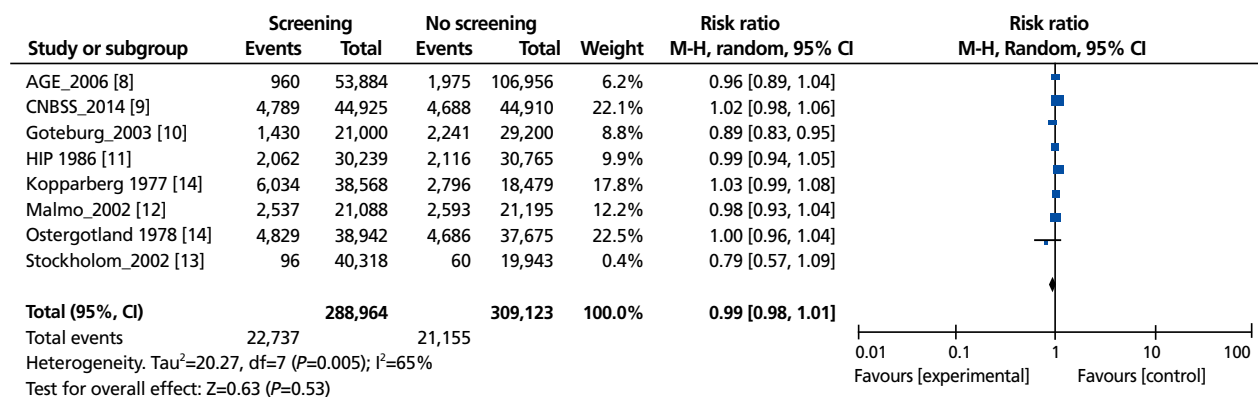 Screening No screening Risk ratio Risk ratio
Study or subgroup Events Total Events Total Weight M-H, random, 95% CI M-H, Random, 95% CI
AGE_2006 [8] 960 53,884 1,975 106,956 6.2% 0.96 [0.89, 1.04]
CNBSS_2014 [9] 4,789 44,925 4,688 44,910 22.1% 1.02 [0.98, 1.06]
Goteburg_2003 [10] 1,430 21,000 2,241 29,200 8.8% 0.89 [0.83, 0.95]
HIP 1986 [11] 2,062 30,239 2,116 30,765 9.9% 0.99 [0.94, 1.05]
Kopparberg 1977 [14] 6,034 38,568 2,796 18,479 17.8% 1.03 [0.99, 1.08]
Malmo_2002 [12] 2,537 21,088 2,593 21,195 12.2% 0.98 [0.93, 1.04]
Ostergotland 1978 [14] 4,829 38,942 4,686 37,675 22.5% 1.00 [0.96, 1.04]
Stockholom_2002 [13] 96 40,318 60 19,943 0.4% 0.79 [0.57, 1.09]
Total (95%, CI) 288,964 309,123 100.0% 0.99 [0.98, 1.01]
Total events 22,737 21,155
Heterogeneity. Tau²=20.27, df=7 (P=0.005); I²=65%
Test for overall effect: Z=0.63 (P=0.53)
0.01 0.1 1 10 100
Favours [experimental] Favours [control]